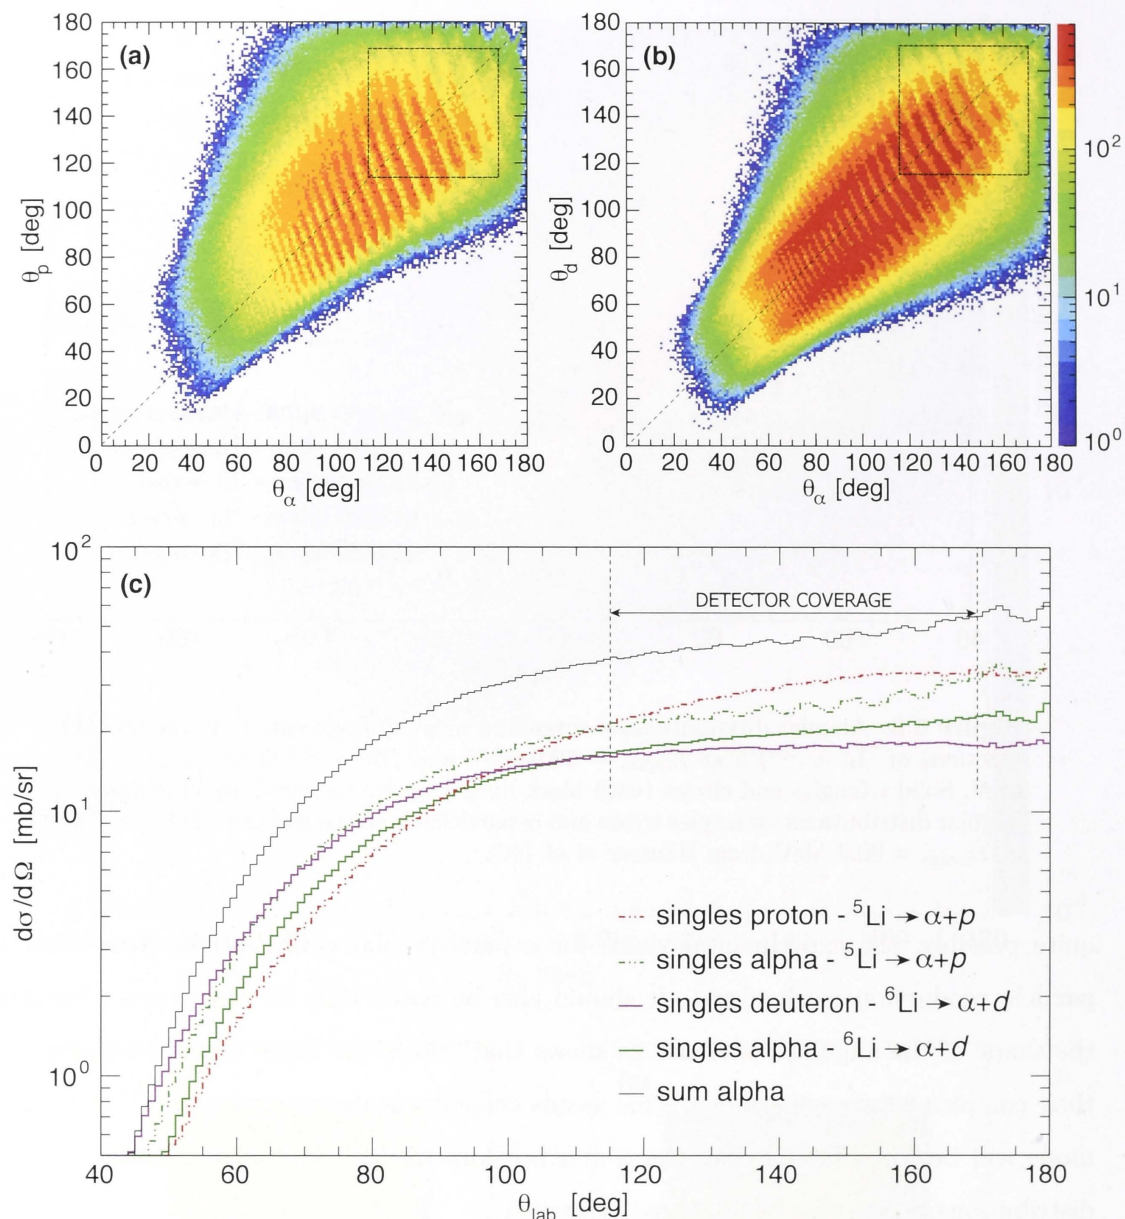 (a)
θp [deg]
180
160
140
120
100
80
60
40
20
0
0 20 40 60 80 100 120 140 160 180
θα [deg]
(b)
θd [deg]
180
160
140
120
100
80
60
40
20
0
0 20 40 60 80 100 120 140 160 180
θα [deg]
10²
10¹
10⁰
(c)
dσ/dΩ [mb/sr]
10²
10¹
10⁰
DETECTOR COVERAGE
singles proton - ⁵Li → α+p
singles alpha - ⁵Li → α+p
singles deuteron - ⁶Li → α+d
singles alpha - ⁶Li → α+d
sum alpha
40 60 80 100 120 140 160 180
θlab [deg]